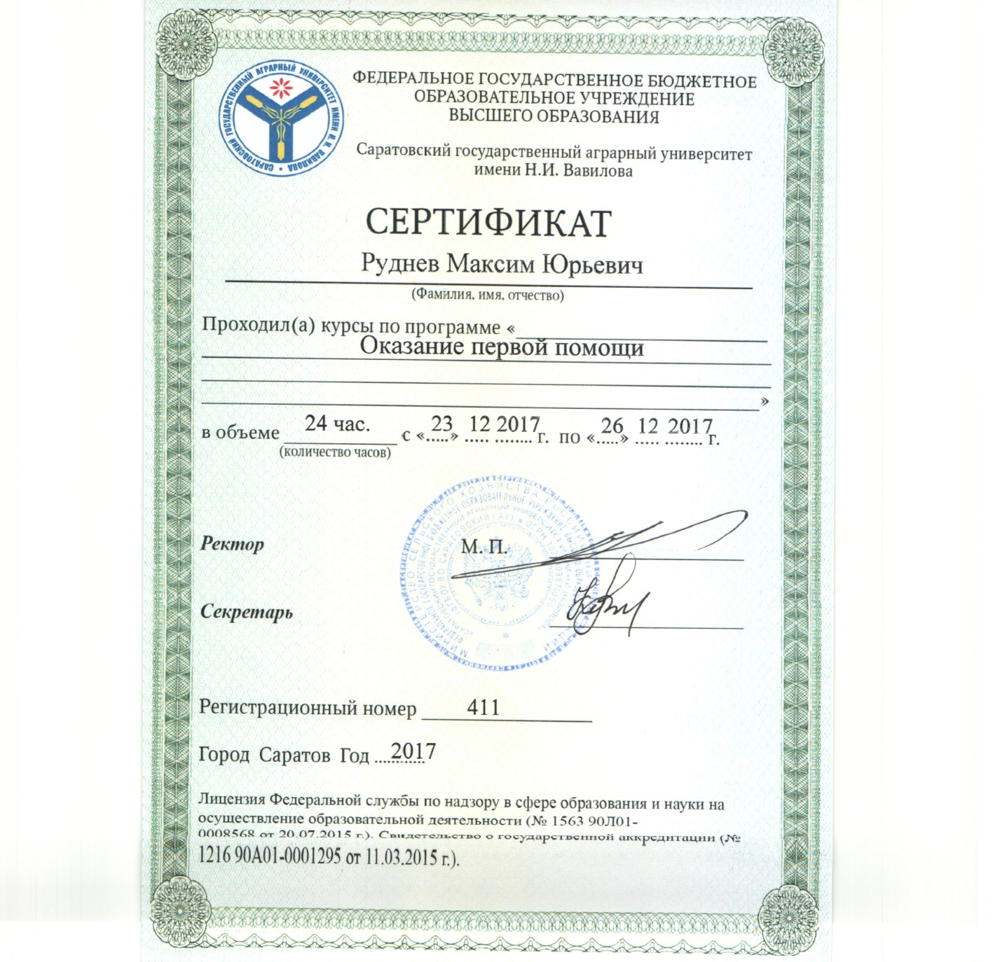 ФЕДЕРАЛЬНОЕ ГОСУДАРСТВЕННОЕ БЮДЖЕТНОЕ
ОБРАЗОВАТЕЛЬНОЕ УЧРЕЖДЕНИЕ
ВЫСШЕГО ОБРАЗОВАНИЯ
САРАТОВСКИЙ ГОСУДАРСТВЕННЫЙ АГРАРНЫЙ УНИВЕРСИТЕТ ИМЕНИ Н.И. ВАВИЛОВА
Саратовский государственный аграрный университет
имени Н.И. Вавилова
СЕРТИФИКАТ
Руднев Максим Юрьевич
(Фамилия, имя, отчество)
Проходил(а) курсы по программе «
Оказание первой помощи
»
в объеме 24 час. с «23» 12 2017 г. по «26» 12 2017 г.
(количество часов)
МИНИСТЕРСТВО СЕЛЬСКОГО ХОЗЯЙСТВА РОССИЙСКОЙ
Ректор М. П.
Секретарь
Регистрационный номер 411
Город Саратов Год 2017
Лицензия Федеральной службы по надзору в сфере образования и науки на
осуществление образовательной деятельности (№ 1563 90Л01-
0008568 от 20.07.2015 г.). Свидетельство о государственной аккредитации (№
1216 90А01-0001295 от 11.03.2015 г.).